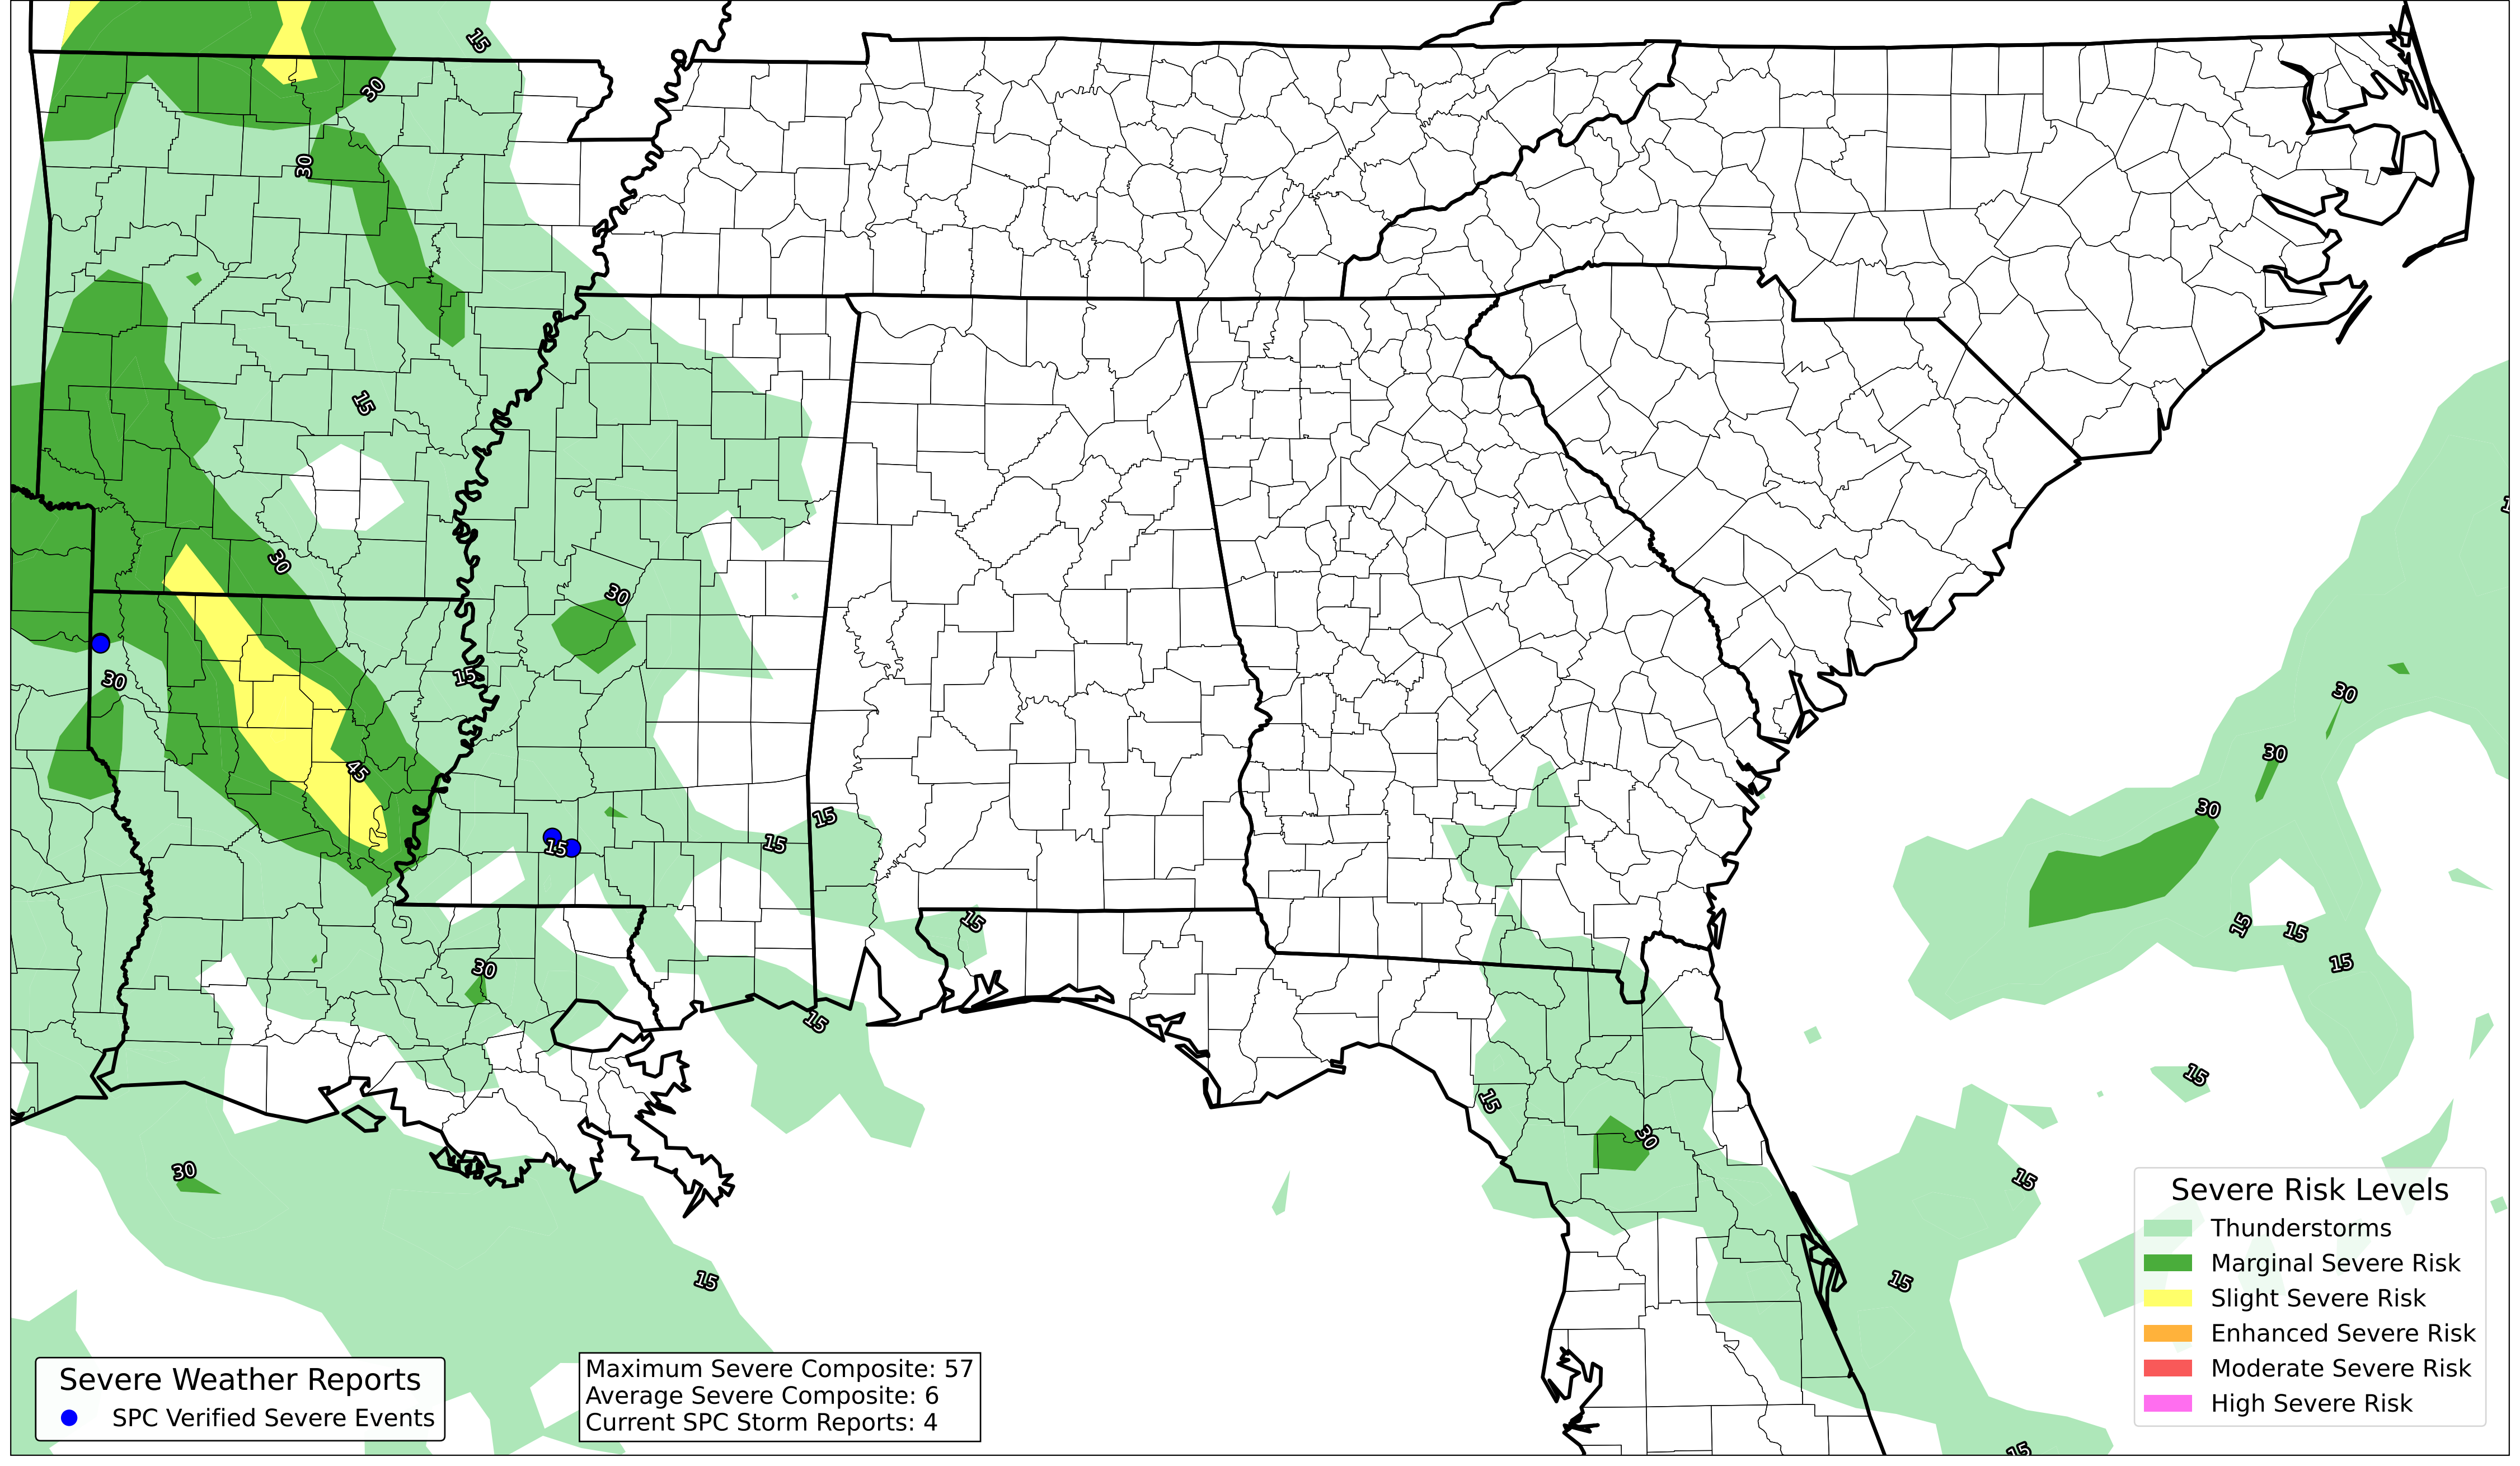 15
30
30
15
30
30
30
15
45
15
15
15
15
30
15
15
30
15
15
30
30
30
30
15
15
15
15
15
15
15
Severe Weather Reports
SPC Verified Severe Events
Maximum Severe Composite: 57
Average Severe Composite: 6
Current SPC Storm Reports: 4
Severe Risk Levels
Thunderstorms
Marginal Severe Risk
Slight Severe Risk
Enhanced Severe Risk
Moderate Severe Risk
High Severe Risk